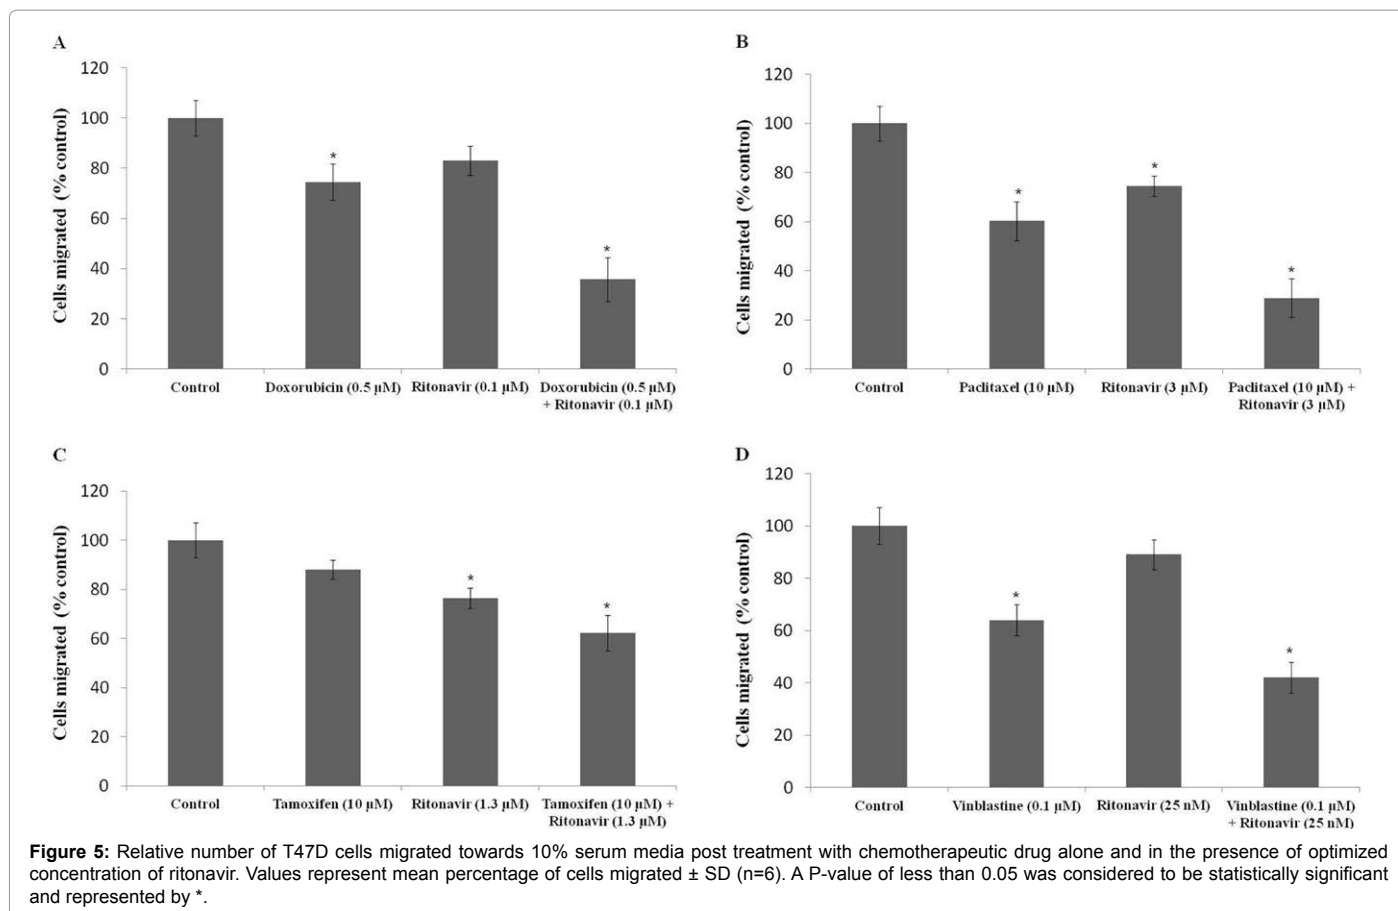 A
Cells migrated (% control)
120
100
80
60
40
20
0
*
*
Control
Doxorubicin (0.5 µM)
Ritonavir (0.1 µM)
Doxorubicin (0.5 µM)
+ Ritonavir (0.1 µM)
B
Cells migrated (% control)
120
100
80
60
40
20
0
*
*
*
Control
Paclitaxel (10 µM)
Ritonavir (3 µM)
Paclitaxel (10 µM) +
Ritonavir (3 µM)
C
Cells migrated (% control)
120
100
80
60
40
20
0
*
*
Control
Tamoxifen (10 µM)
Ritonavir (1.3 µM)
Tamoxifen (10 µM) +
Ritonavir (1.3 µM)
D
Cells migrated (% control)
120
100
80
60
40
20
0
*
*
Control
Vinblastine (0.1 µM)
Ritonavir (25 nM)
Vinblastine (0.1 µM)
+ Ritonavir (25 nM)
Figure 5: Relative number of T47D cells migrated towards 10% serum media post treatment with chemotherapeutic drug alone and in the presence of optimized
concentration of ritonavir. Values represent mean percentage of cells migrated ± SD (n=6). A P-value of less than 0.05 was considered to be statistically significant
and represented by *.